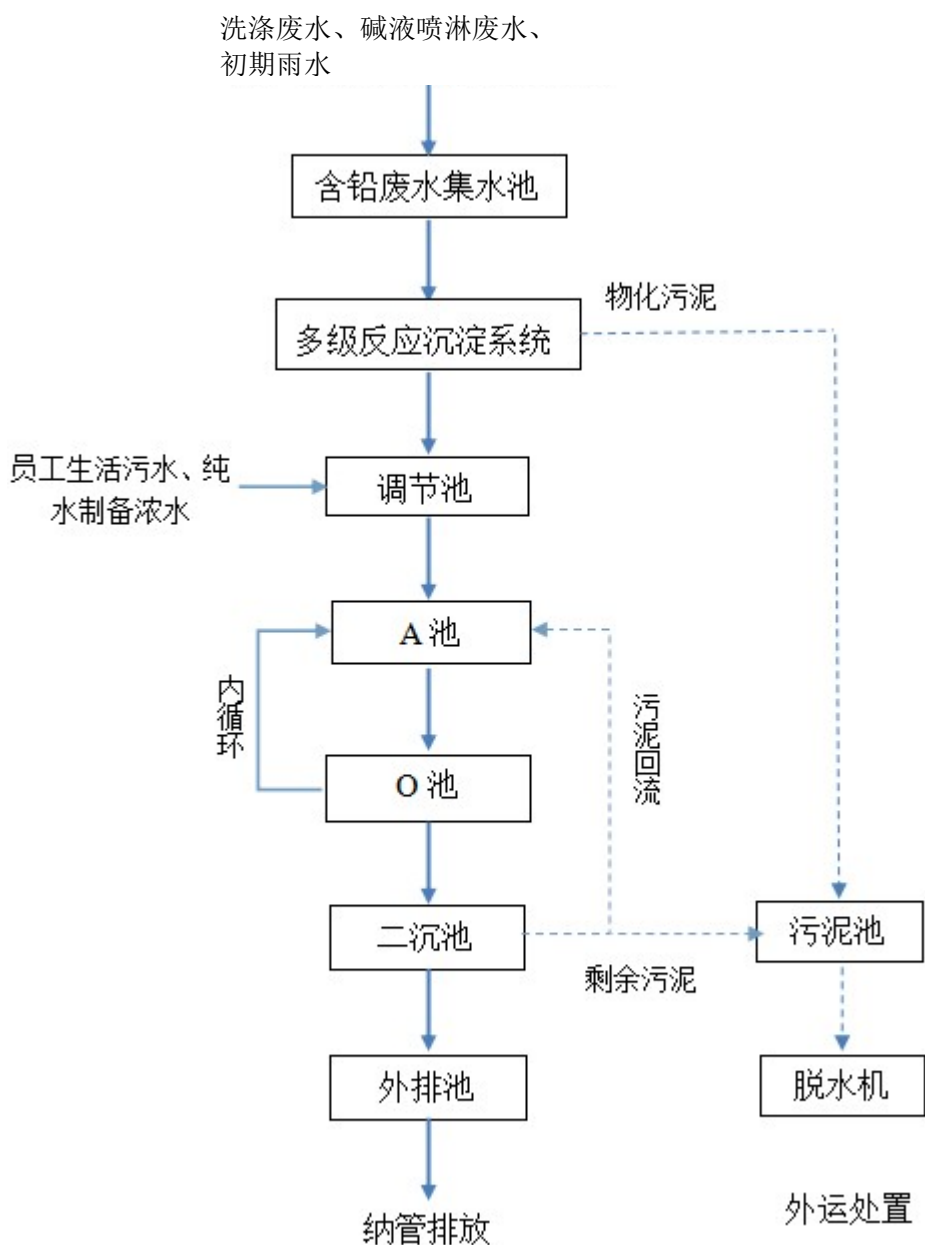 洗涤废水、碱液喷淋废水、
初期雨水
含铅废水集水池
多级反应沉淀系统
物化污泥
员工生活污水、纯
水制备浓水
调节池
A 池
内循环
污泥回流
O 池
二沉池
污泥池
剩余污泥
外排池
脱水机
纳管排放
外运处置